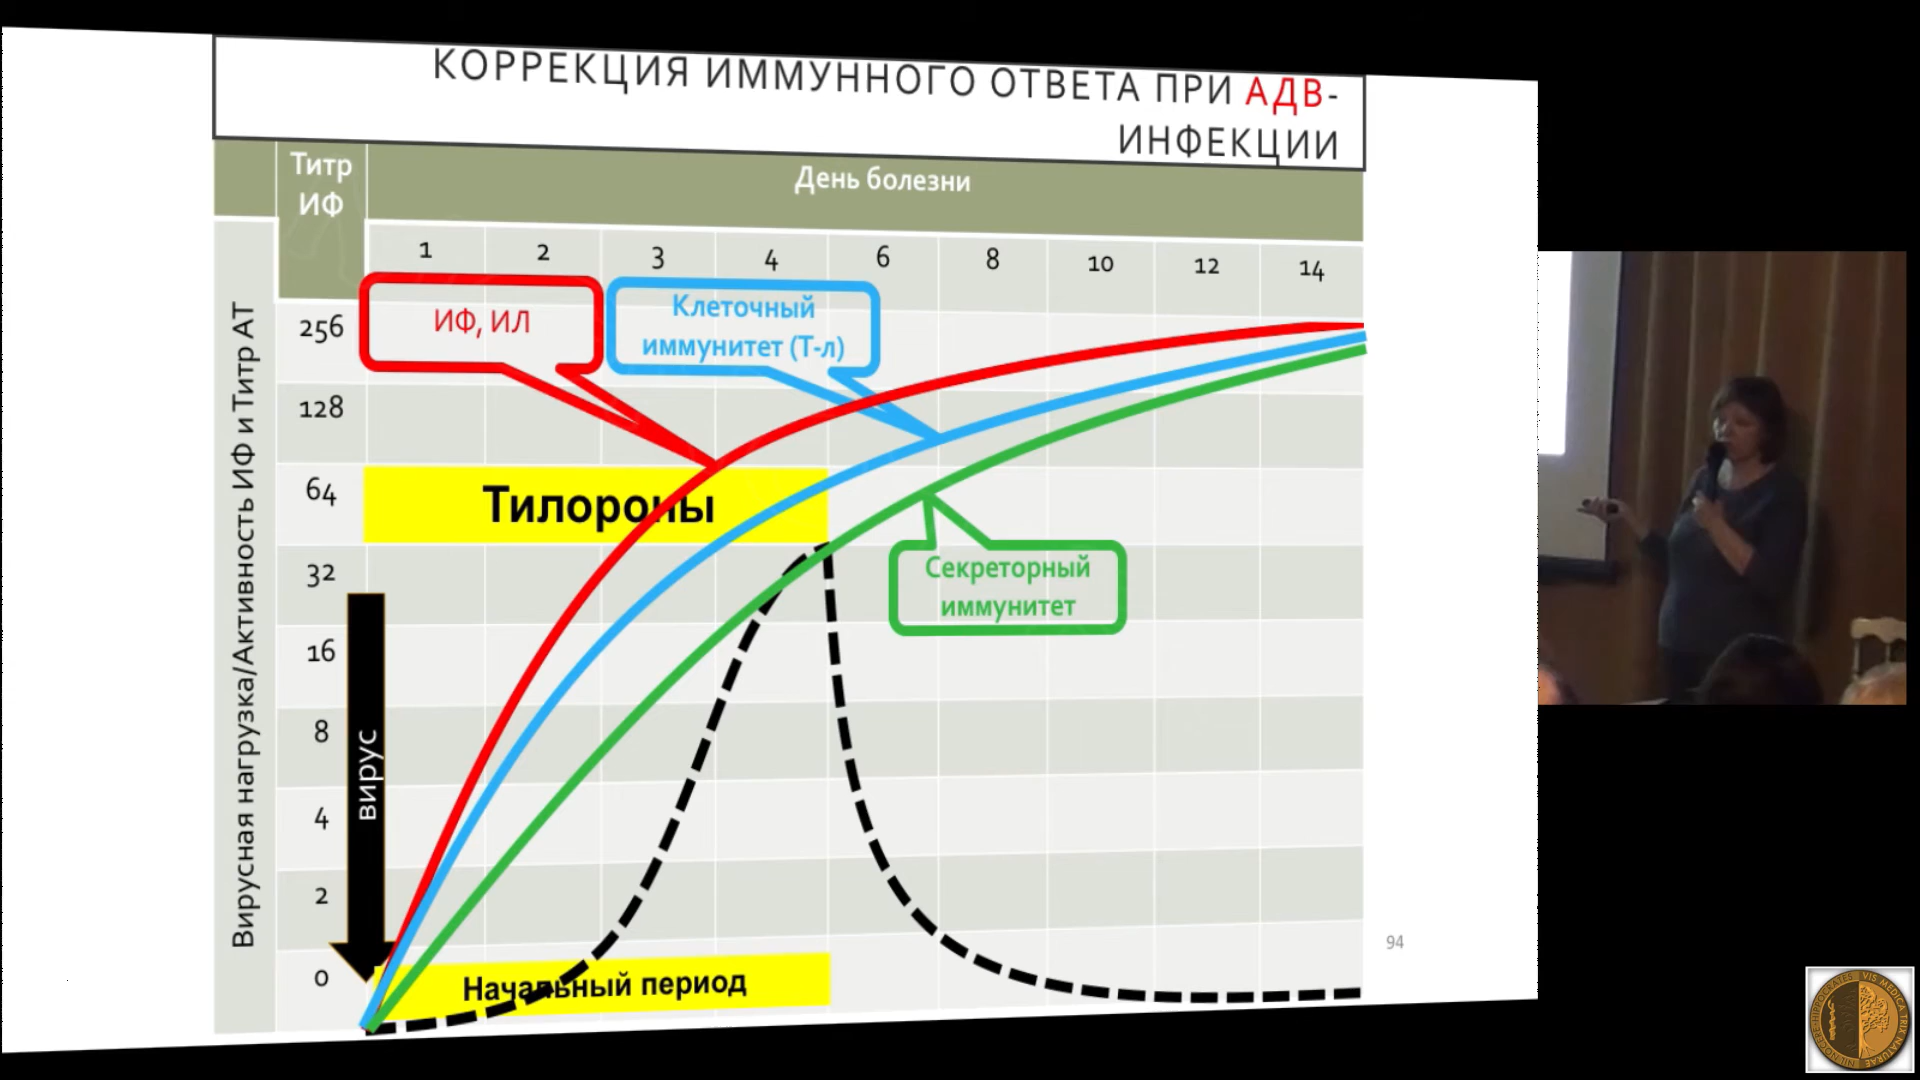 КОРРЕКЦИЯ ИММУННОГО ОТВЕТА ПРИ АДВ-
ИНФЕКЦИИ
Титр
ИФ
День болезни
1 2 3 4 6 8 10 12 14
Вирусная нагрузка/Активность ИФ и Титр АТ
256
128
64
32
16
8
4
2
0
ИФ, ИЛ
Клеточный
иммунитет (Т-л)
Тилороны
Секреторный
иммунитет
вирус
Начальный период
94